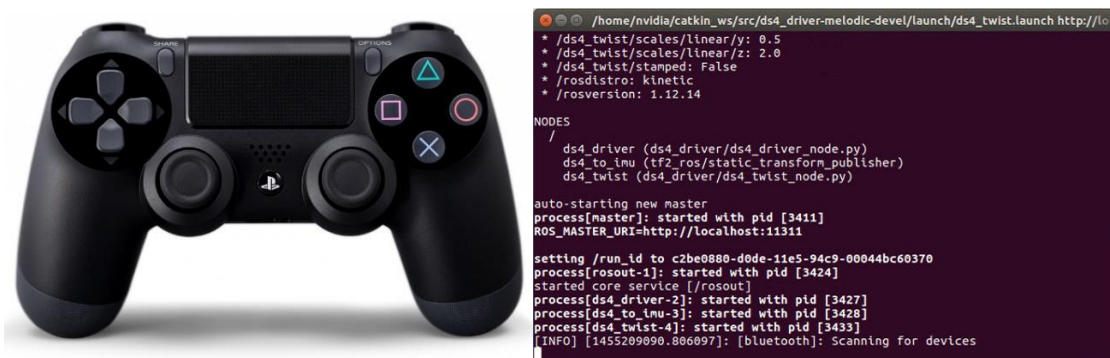 SHARE
OPTIONS
/home/nvidia/catkin_ws/src/ds4_driver-melodic-devel/launch/ds4_twist.launch http://lo
* /ds4_twist/scales/linear/y: 0.5
* /ds4_twist/scales/linear/z: 2.0
* /ds4_twist/stamped: False
* /rosdistro: kinetic
* /rosversion: 1.12.14
NODES
/
ds4_driver (ds4_driver/ds4_driver_node.py)
ds4_to_imu (tf2_ros/static_transform_publisher)
ds4_twist (ds4_driver/ds4_twist_node.py)
auto-starting new master
process[master]: started with pid [3411]
ROS_MASTER_URI=http://localhost:11311
setting /run_id to c2be0880-d0de-11e5-94c9-00044bc60370
process[rosout-1]: started with pid [3424]
started core service [/rosout]
process[ds4_driver-2]: started with pid [3427]
process[ds4_to_imu-3]: started with pid [3428]
process[ds4_twist-4]: started with pid [3433]
[INFO] [1455209090.806097]: [bluetooth]: Scanning for devices